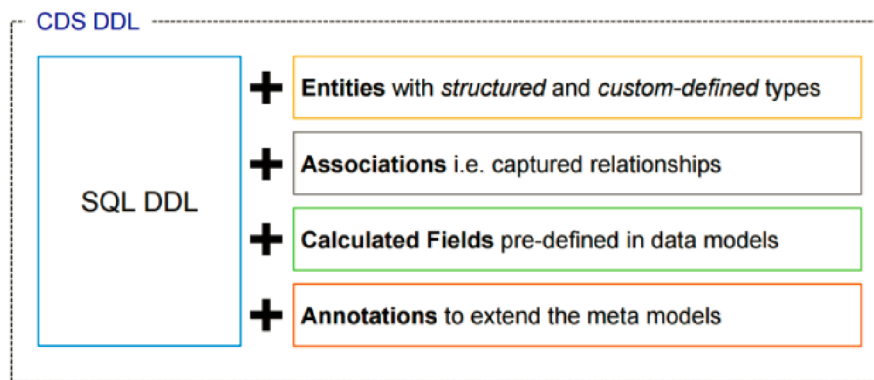 CDS DDL
SQL DDL
+ Entities with structured and custom-defined types
+ Associations i.e. captured relationships
+ Calculated Fields pre-defined in data models
+ Annotations to extend the meta models